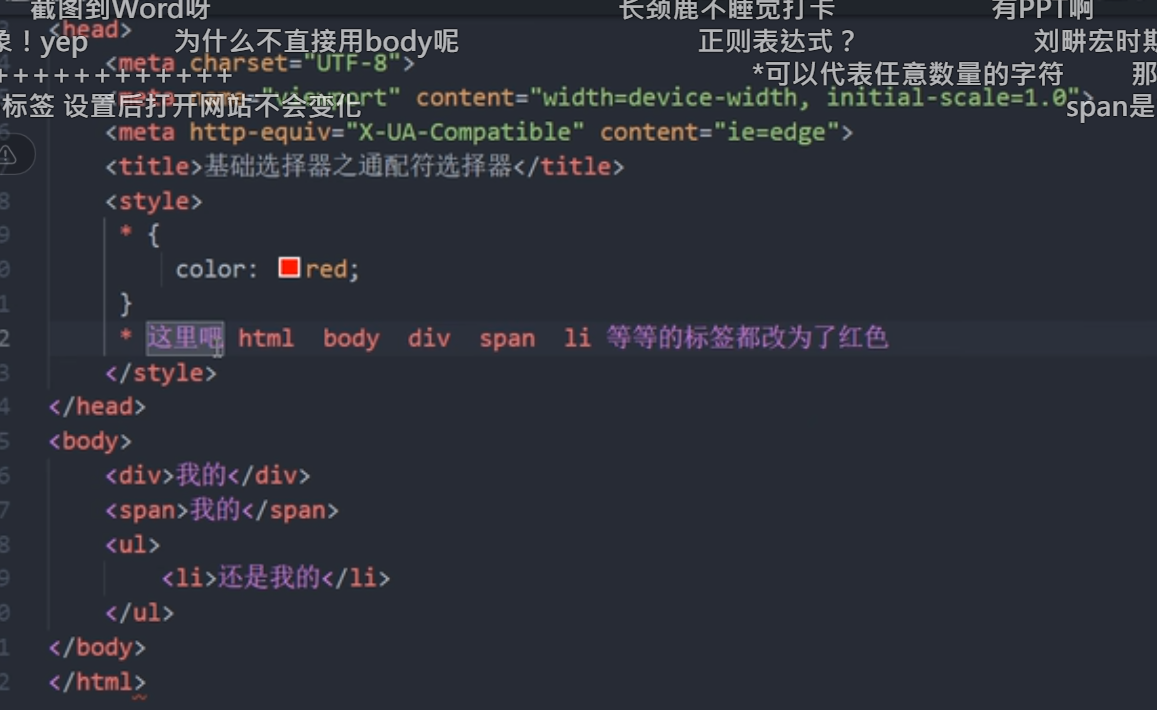 截图到Word呀 长颈鹿不睡觉打卡 有PPT啊
<head>
象！yep 为什么不直接用body呢 正则表达式？ 刘畊宏时期
<meta charset="UTF-8">
++++++++++++ *可以代表任意数量的字符 那
content="width=device-width, initial-scale=1.0">
标签 设置后打开网站不会变化 span是
<meta http-equiv="X-UA-Compatible" content="ie=edge">
<title>基础选择器之通配符选择器</title>
8 <style>
9 * {
0 color: red;
1 }
2 * 这里吧 html body div span li 等等的标签都改为了红色
3 </style>
4 </head>
5 <body>
6 <div>我的</div>
7 <span>我的</span>
8 <ul>
9 <li>还是我的</li>
0 </ul>
1 </body>
2 </html>